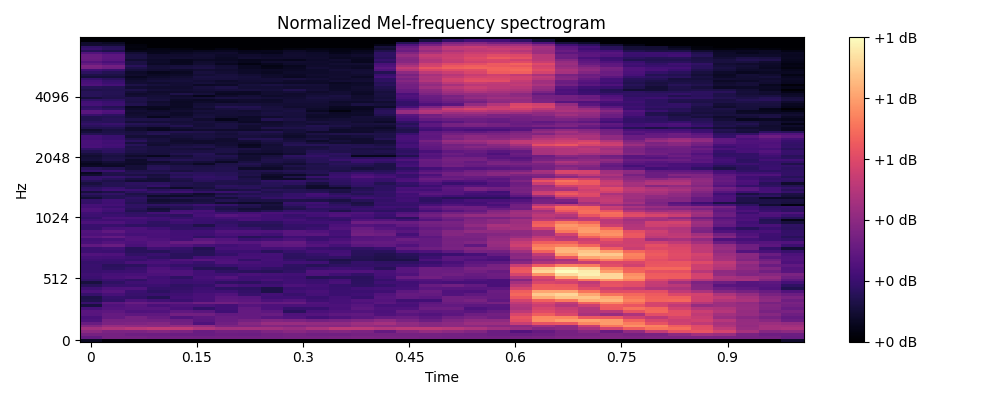 Normalized Mel-frequency spectrogram
Hz
4096
2048
1024
512
0
0 0.15 0.3 0.45 0.6 0.75 0.9
Time
+1 dB
+1 dB
+1 dB
+0 dB
+0 dB
+0 dB